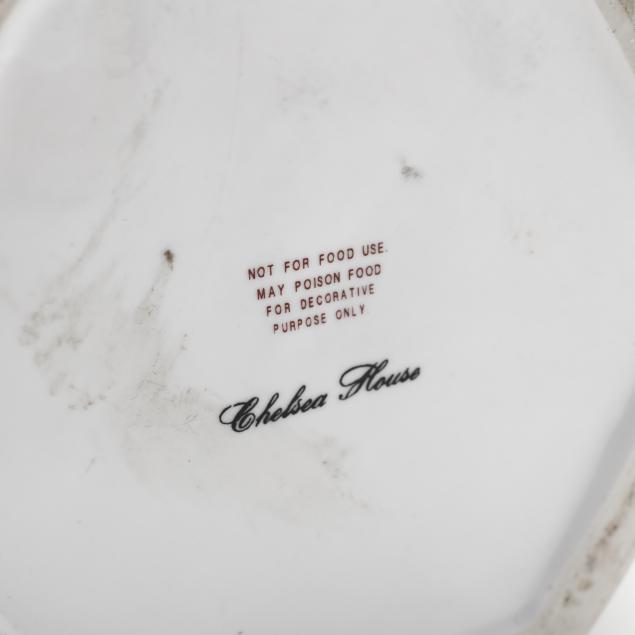 NOT FOR FOOD USE.
MAY POISON FOOD
FOR DECORATIVE
PURPOSE ONLY.
Chelsea House